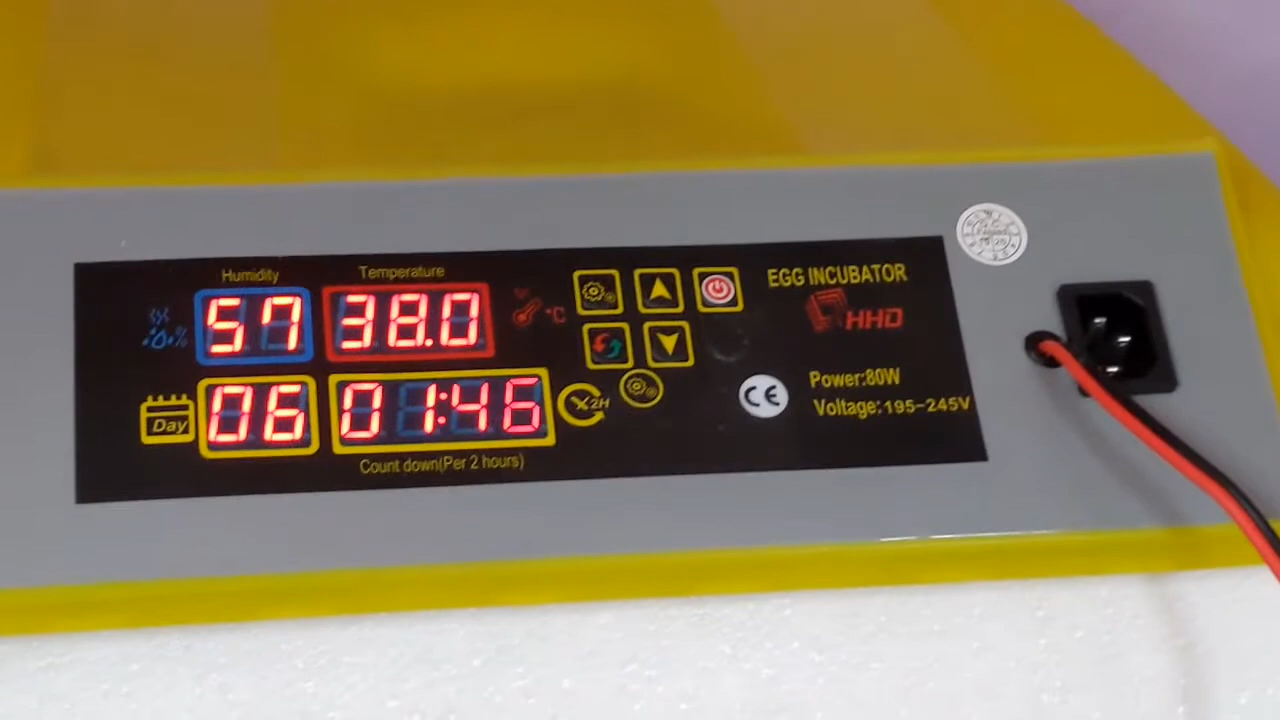 Humidity
Temperature
57
38.0
°C
%
Day
06
01:46
2H
Count down(Per 2 hours)
EGG INCUBATOR
HHD
CE
Power:80W
Voltage:195-245V